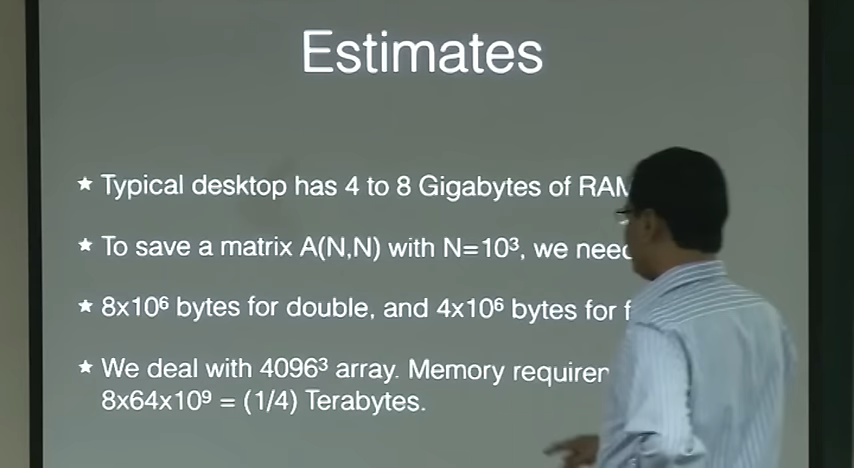 Estimates
★ Typical desktop has 4 to 8 Gigabytes of RAM
★ To save a matrix A(N,N) with N=10³, we need
★ 8x10⁶ bytes for double, and 4x10⁶ bytes for
★ We deal with 4096³ array. Memory
8x64x10⁹ = (1/4) Terabytes.